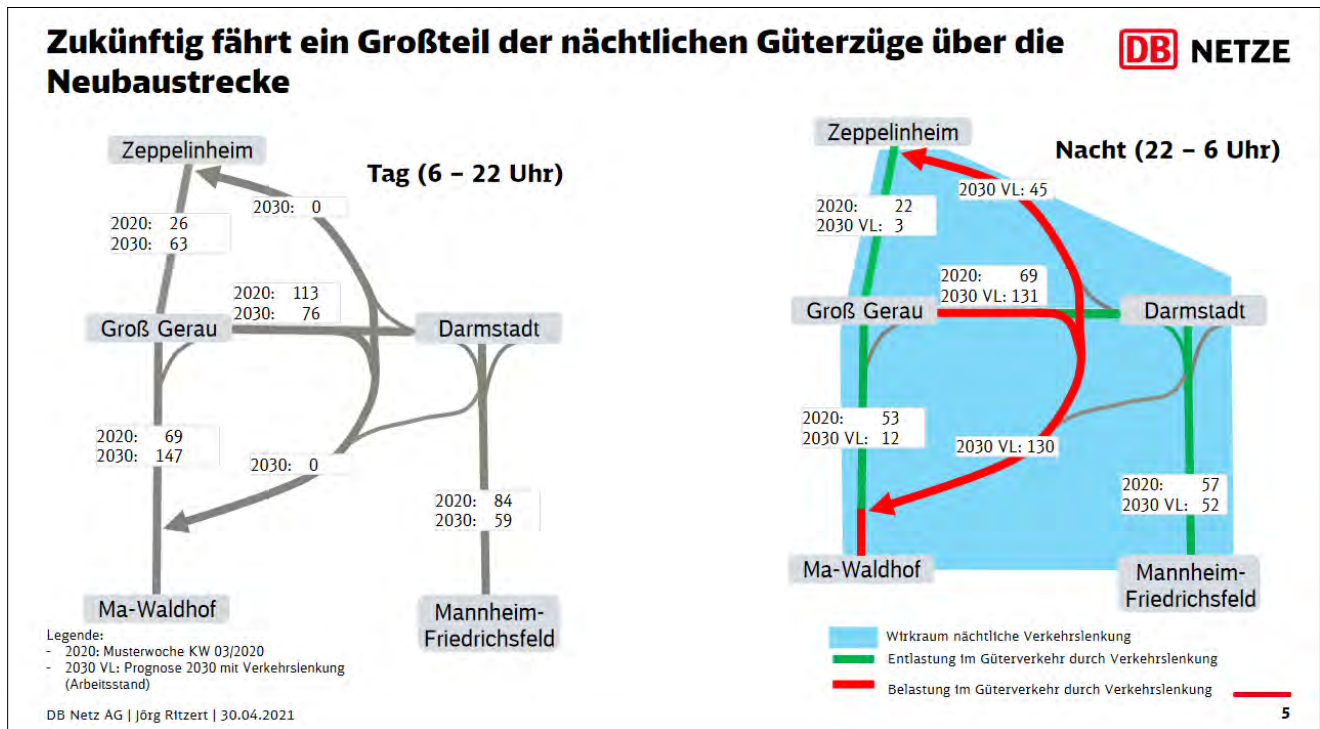 Zukünftig fährt ein Großteil der nächtlichen Güterzüge über die
Neubaustrecke
DB NETZE
Tag (6 – 22 Uhr)
Zeppelinheim
2030: 0
2020: 26
2030: 63
2020: 113
2030: 76
Groß Gerau
Darmstadt
2020: 69
2030: 147
2030: 0
2020: 84
2030: 59
Ma-Waldhof
Mannheim-
Friedrichsfeld
Legende:
- 2020: Musterwoche KW 03/2020
- 2030 VL: Prognose 2030 mit Verkehrslenkung
(Arbeitsstand)
Nacht (22 – 6 Uhr)
Zeppelinheim
2030 VL: 45
2020: 22
2030 VL: 3
2020: 69
2030 VL: 131
Groß Gerau
Darmstadt
2020: 53
2030 VL: 12
2030 VL: 130
2020: 57
2030 VL: 52
Ma-Waldhof
Mannheim-
Friedrichsfeld
Wirkraum nächtliche Verkehrslenkung
Entlastung im Güterverkehr durch Verkehrslenkung
Belastung im Güterverkehr durch Verkehrslenkung
DB Netz AG | Jörg Ritzert | 30.04.2021
5